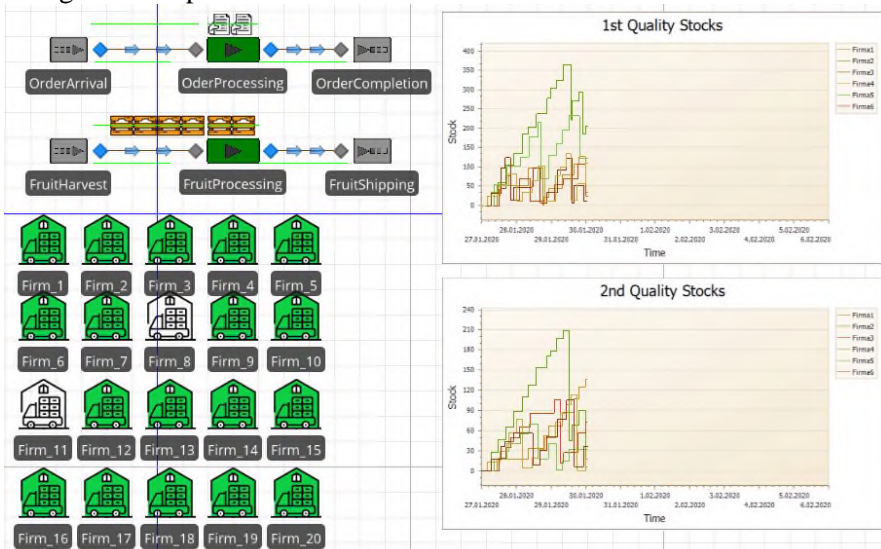 1st Quality Stocks
400
350
300
250
200
150
100
50
0
Stock
27.01.2020
28.01.2020
29.01.2020
30.01.2020
31.01.2020
1.02.2020
2.02.2020
3.02.2020
4.02.2020
5.02.2020
6.02.2020
Time
Firma1
Firma2
Firma3
Firma4
Firma5
Firma6
OrderArrival
OderProcessing
OrderCompletion
FruitHarvest
FruitProcessing
FruitShipping
Firm_1 Firm_2 Firm_3 Firm_4 Firm_5
Firm_6 Firm_7 Firm_8 Firm_9 Firm_10
Firm_11 Firm_12 Firm_13 Firm_14 Firm_15
Firm_16 Firm_17 Firm_18 Firm_19 Firm_20
2nd Quality Stocks
240
210
180
150
120
90
60
30
0
Stock
27.01.2020
28.01.2020
29.01.2020
30.01.2020
31.01.2020
1.02.2020
2.02.2020
3.02.2020
4.02.2020
5.02.2020
6.02.2020
Time
Firma1
Firma2
Firma3
Firma4
Firma5
Firma6